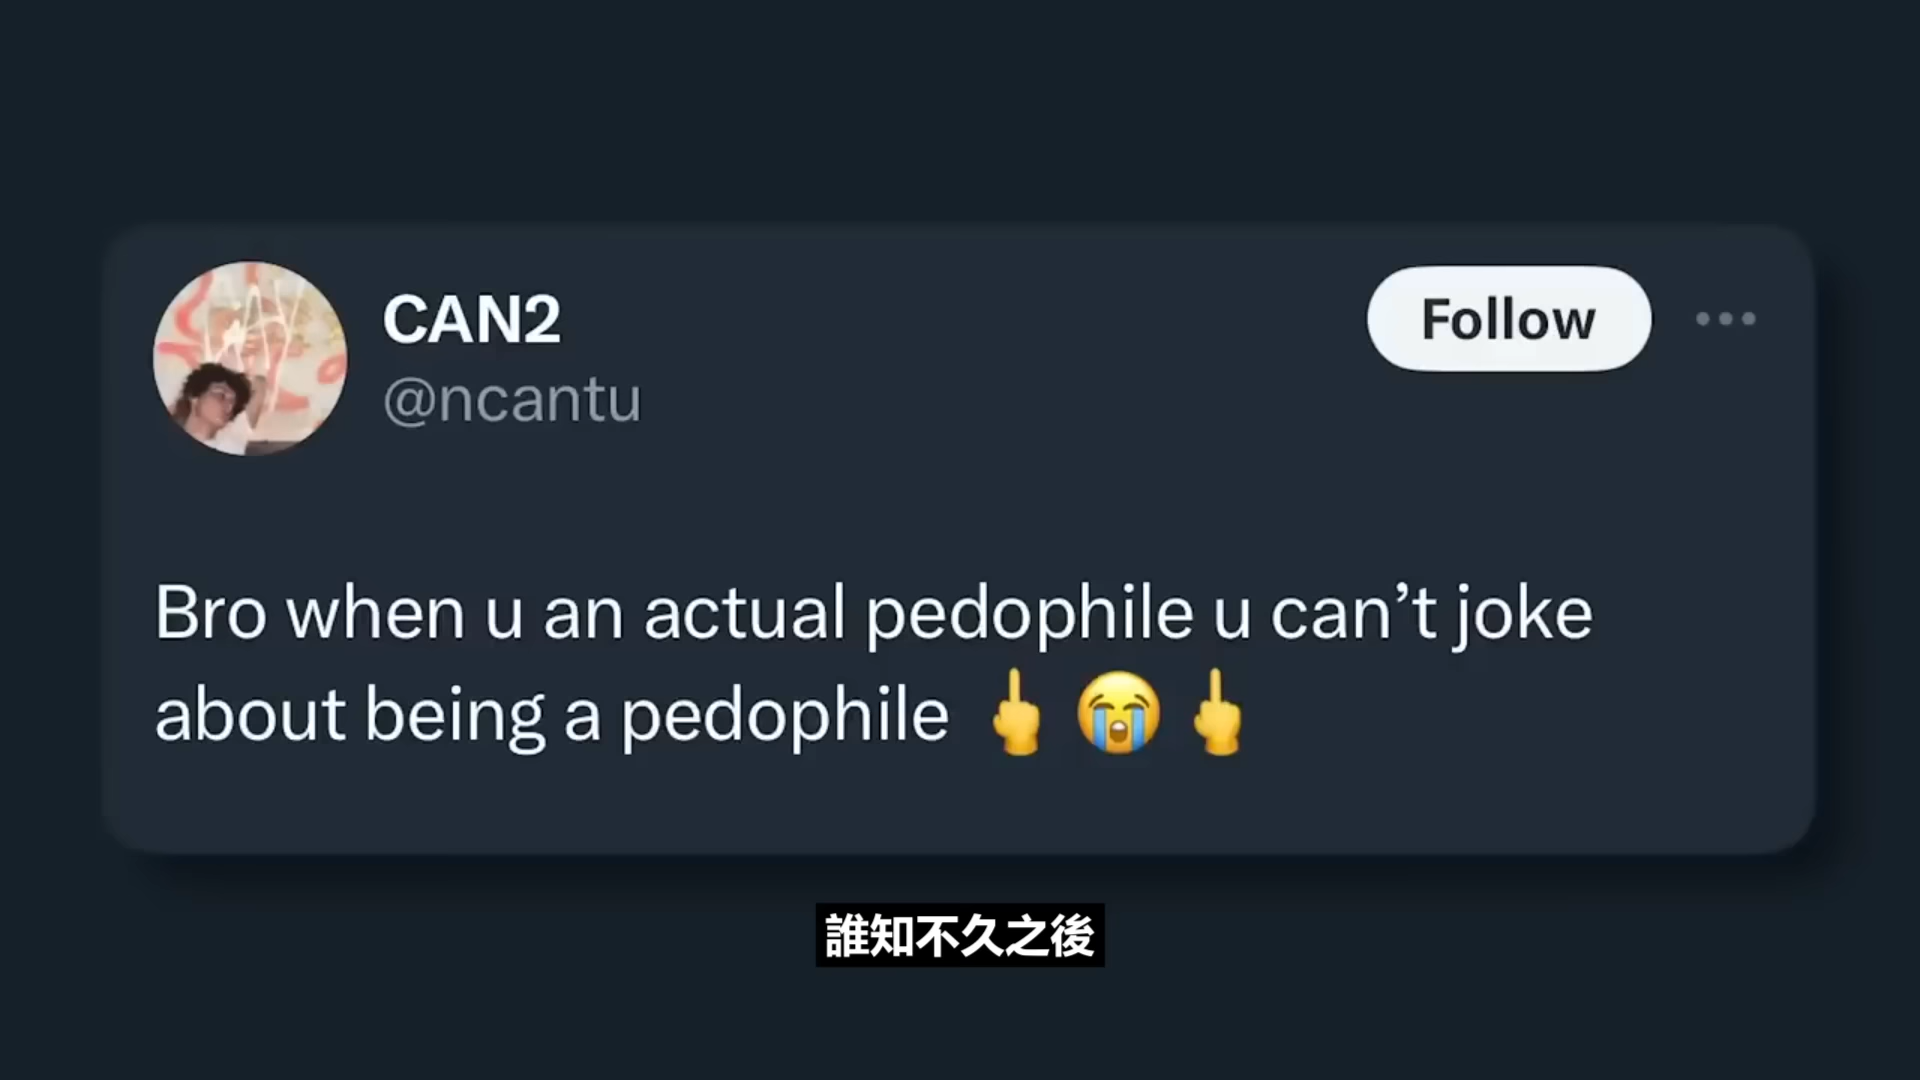 CAN2
@ncantu
Follow
Bro when u an actual pedophile u can’t joke
about being a pedophile 🖕😭🖕
誰知不久之後